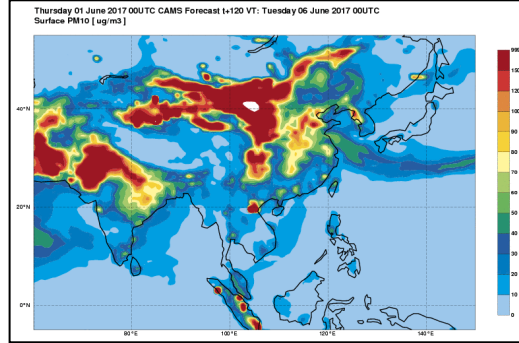 Thursday 01 June 2017 00UTC CAMS Forecast t+120 VT: Tuesday 06 June 2017 00UTC
Surface PM10 [ ug/m3 ]
40°N
20°N
0°N
80°E
100°E
120°E
140°E
150
120
100
90
80
70
60
50
40
30
20
10
0